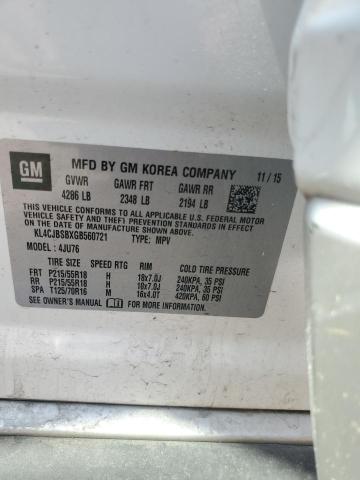 GM
MFD BY GM KOREA COMPANY 11/15
GVWR GAWR FRT GAWR RR
4286 LB 2348 LB 2194 LB
THIS VEHICLE CONFORMS TO ALL APPLICABLE U.S. FEDERAL MOTOR
VEHICLE SAFETY AND THEFT PREVENTION STANDARDS IN EFFECT ON
THE DATE OF MANUFACTURE SHOWN ABOVE.
KL4CJBSBXGB560721 TYPE: MPV
MODEL: 4JU76
TIRE SIZE SPEED RTG RIM
FRT P215/55R18 H 18x7.0J 240KPA, 35 PSI
RR P215/55R18 H 18x7.0J 240KPA, 35 PSI
SPA T125/70R16 M 16x4.0T 420KPA, 60 PSI
SEE OWNER'S MANUAL FOR MORE INFORMATION.